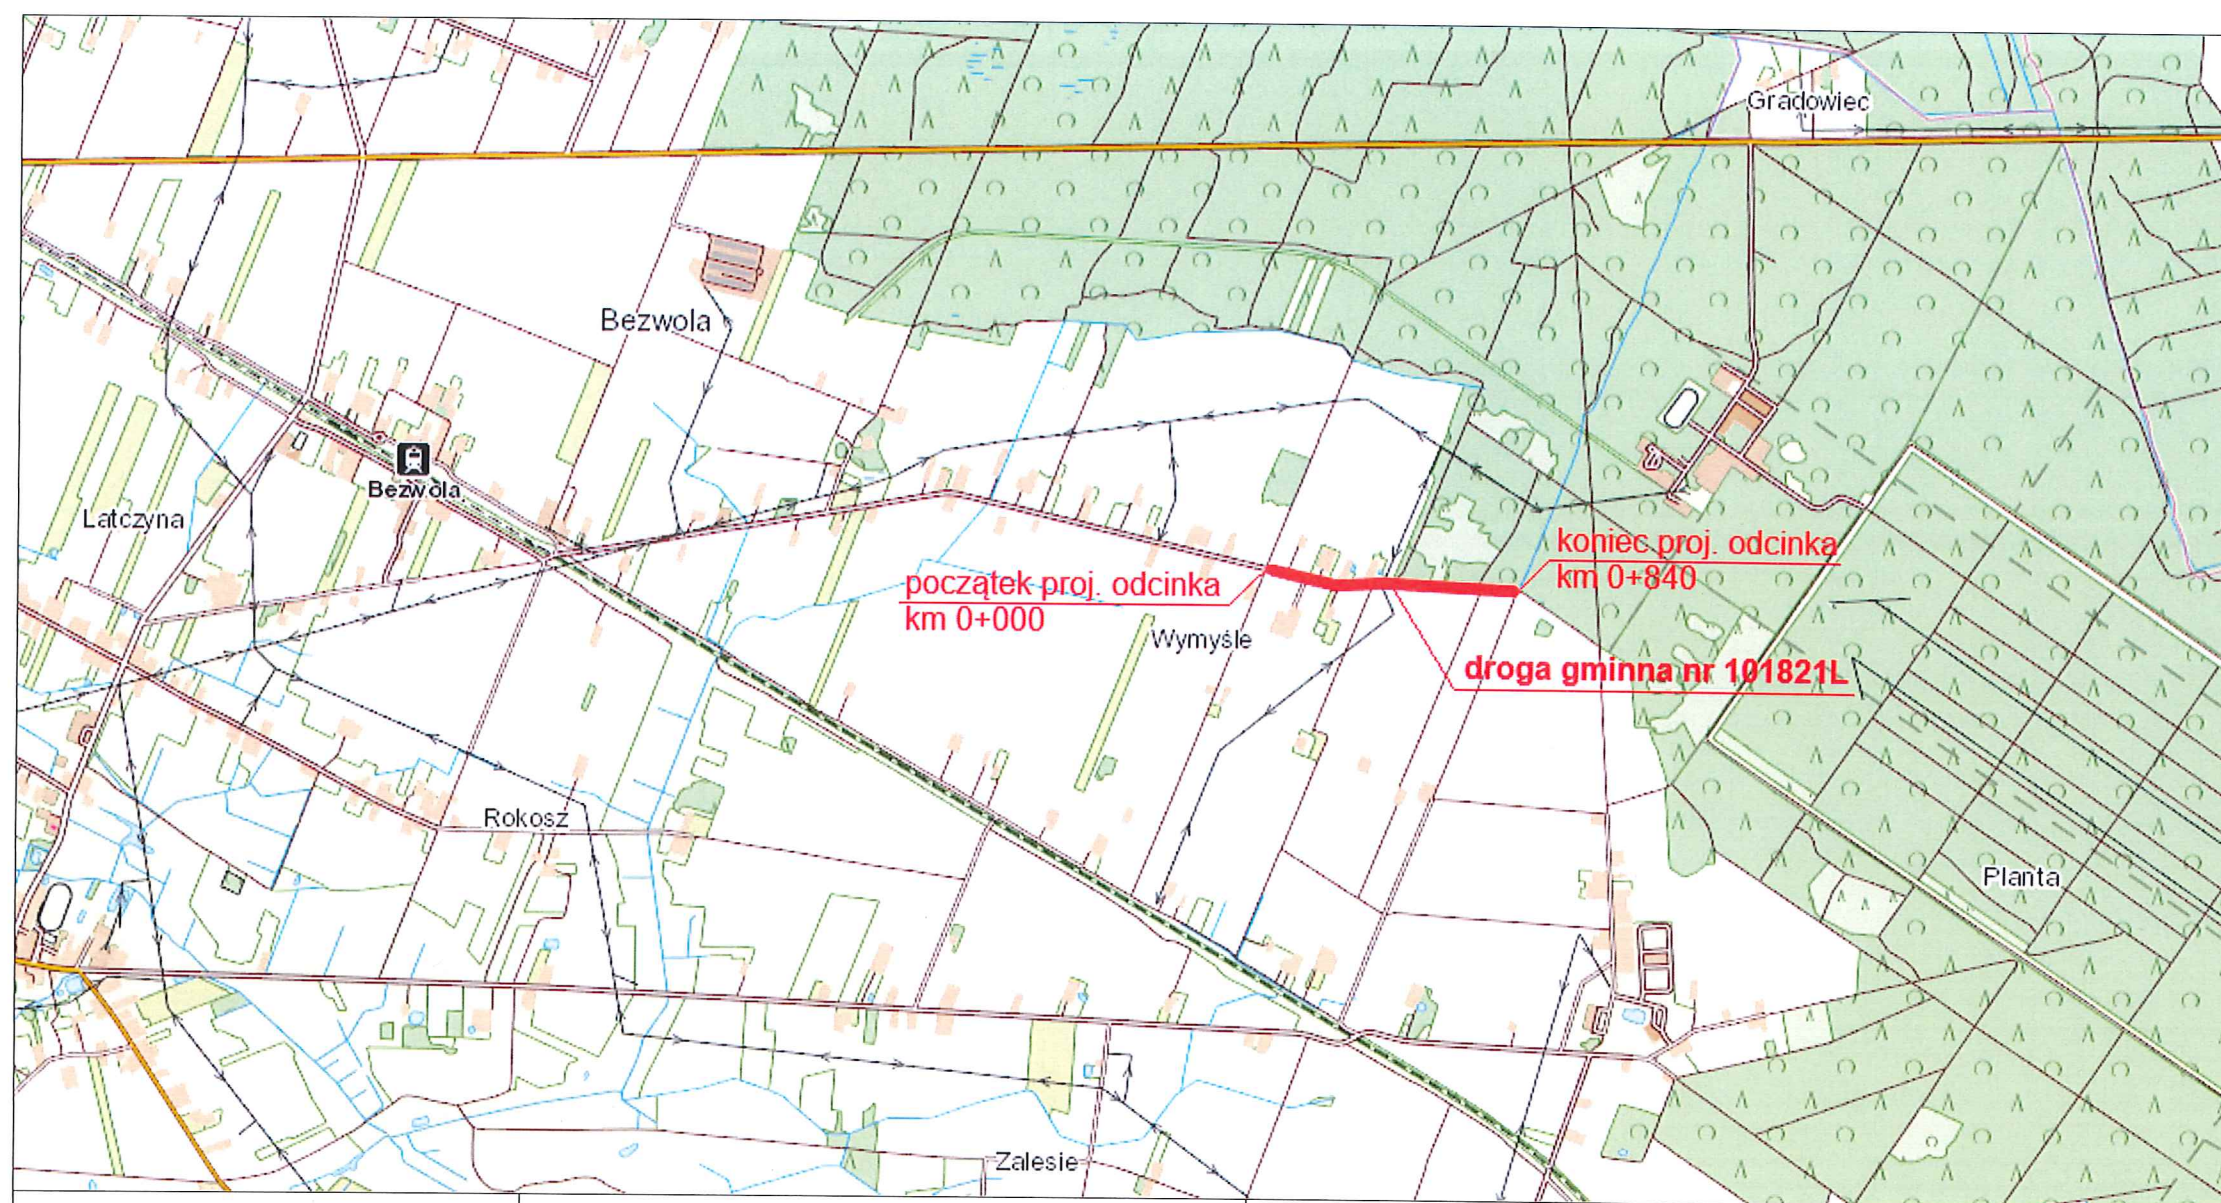 Gradowiec
Bezwola
Bezwola
Latczyna
początek proj. odcinka
km 0+000
koniec proj. odcinka
km 0+840
Wymyśle
droga gminna nr 101821L
Rokosz
Planta
Zalesie